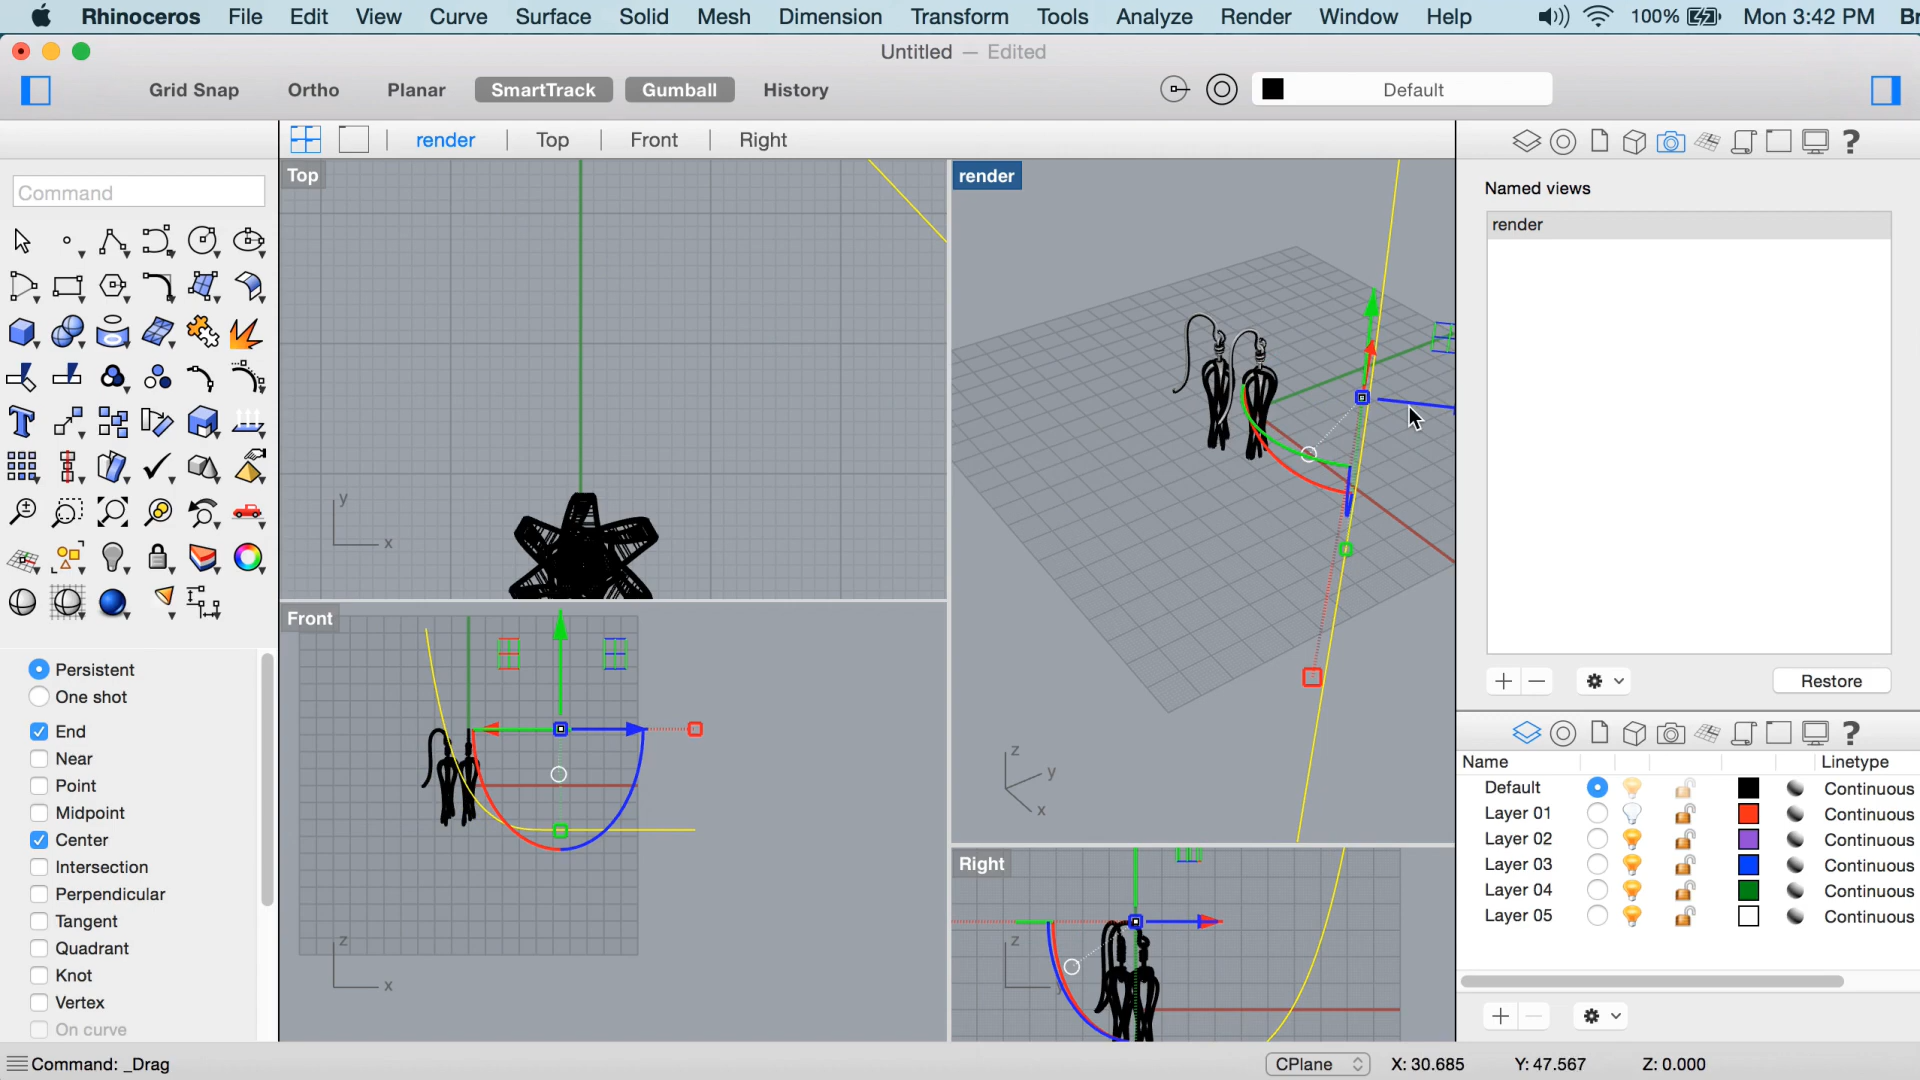 Rhinoceros File Edit View Curve Surface Solid Mesh Dimension Transform Tools Analyze Render Window Help 100% Mon 3:42 PM Br
Untitled — Edited
Grid Snap Ortho Planar SmartTrack Gumball History Default
render Top Front Right
Command
Top
y
x
render
z
y
x
Front
z
x
Right
z
y
Named views
render
Restore
Name Linetype
Default Continuous
Layer 01 Continuous
Layer 02 Continuous
Layer 03 Continuous
Layer 04 Continuous
Layer 05 Continuous
Persistent
One shot
End
Near
Point
Midpoint
Center
Intersection
Perpendicular
Tangent
Quadrant
Knot
Vertex
On curve
Command: _Drag
CPlane X: 30.685 Y: 47.567 Z: 0.000